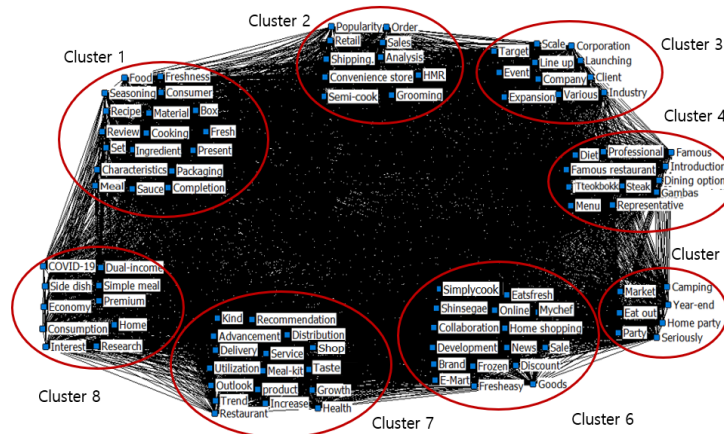 Cluster 1
Food Freshness
Seasoning Consumer
Recipe Material Box
Review Cooking Fresh
Set Ingredient Present
Characteristics Packaging
Meal Sauce Completion
Cluster 2
Popularity Order
Retail Sales
Shipping. Analysis
Convenience store HMR
Semi-cook Grooming
Cluster 3
Target Scale Corporation
Line up Launching
Event Company Client
Expansion Various Industry
Cluster 4
Diet Professional Famous
Famous restaurant Introduction
Tteokbokk Steak Dining option
Gambas
Menu Representative
Cluster
Market Camping
Eat out Year-end
Home party
Party Seriously
Simplycook Eatsfresh
Shinsegae Online Mychef
Collaboration Home shopping
Development News Sale
Brand Frozen Discount
E-Mart Fresheasy Goods
Cluster 6
Kind Recommendation
Advancement Distribution
Delivery Service Shop
Utilization Meal-kit Taste
Outlook product Growth
Trend Increase Health
Restaurant
Cluster 7
COVID-19 Dual-income
Side dish Simple meal
Economy Premium
Consumption Home
Interest Research
Cluster 8